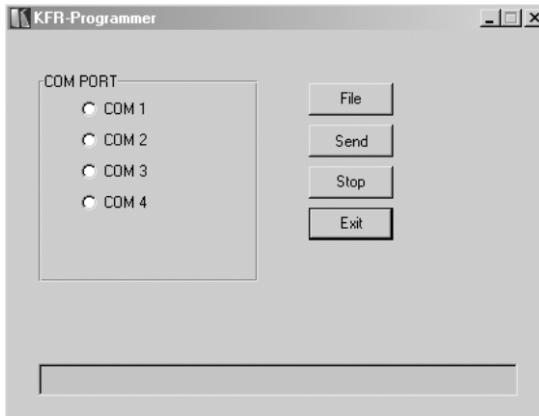 KFR-Programmer
COM PORT
COM 1
COM 2
COM 3
COM 4
File
Send
Stop
Exit